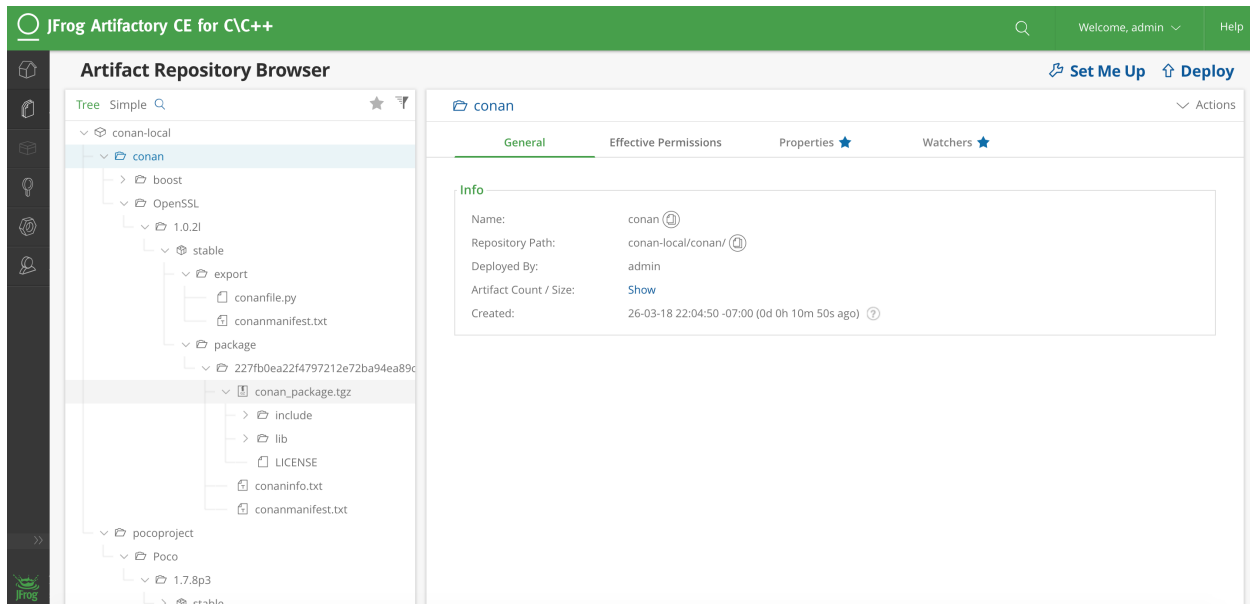 JFrog Artifactory CE for C\C++
Welcome, admin
Help
Artifact Repository Browser
Set Me Up
Deploy
Tree Simple
conan-local
conan
boost
OpenSSL
1.0.2l
stable
export
conanfile.py
conanmanifest.txt
package
227fb0ea22f4797212e72ba94ea89c
conan_package.tgz
include
lib
LICENSE
conaninfo.txt
conanmanifest.txt
pocoproject
Poco
1.7.8p3
stable
conan
Actions
General
Effective Permissions
Properties
Watchers
Info
Name: conan
Repository Path: conan-local/conan/
Deployed By: admin
Artifact Count / Size: Show
Created: 26-03-18 22:04:50 -07:00 (0d 0h 10m 50s ago) ?
JFrog